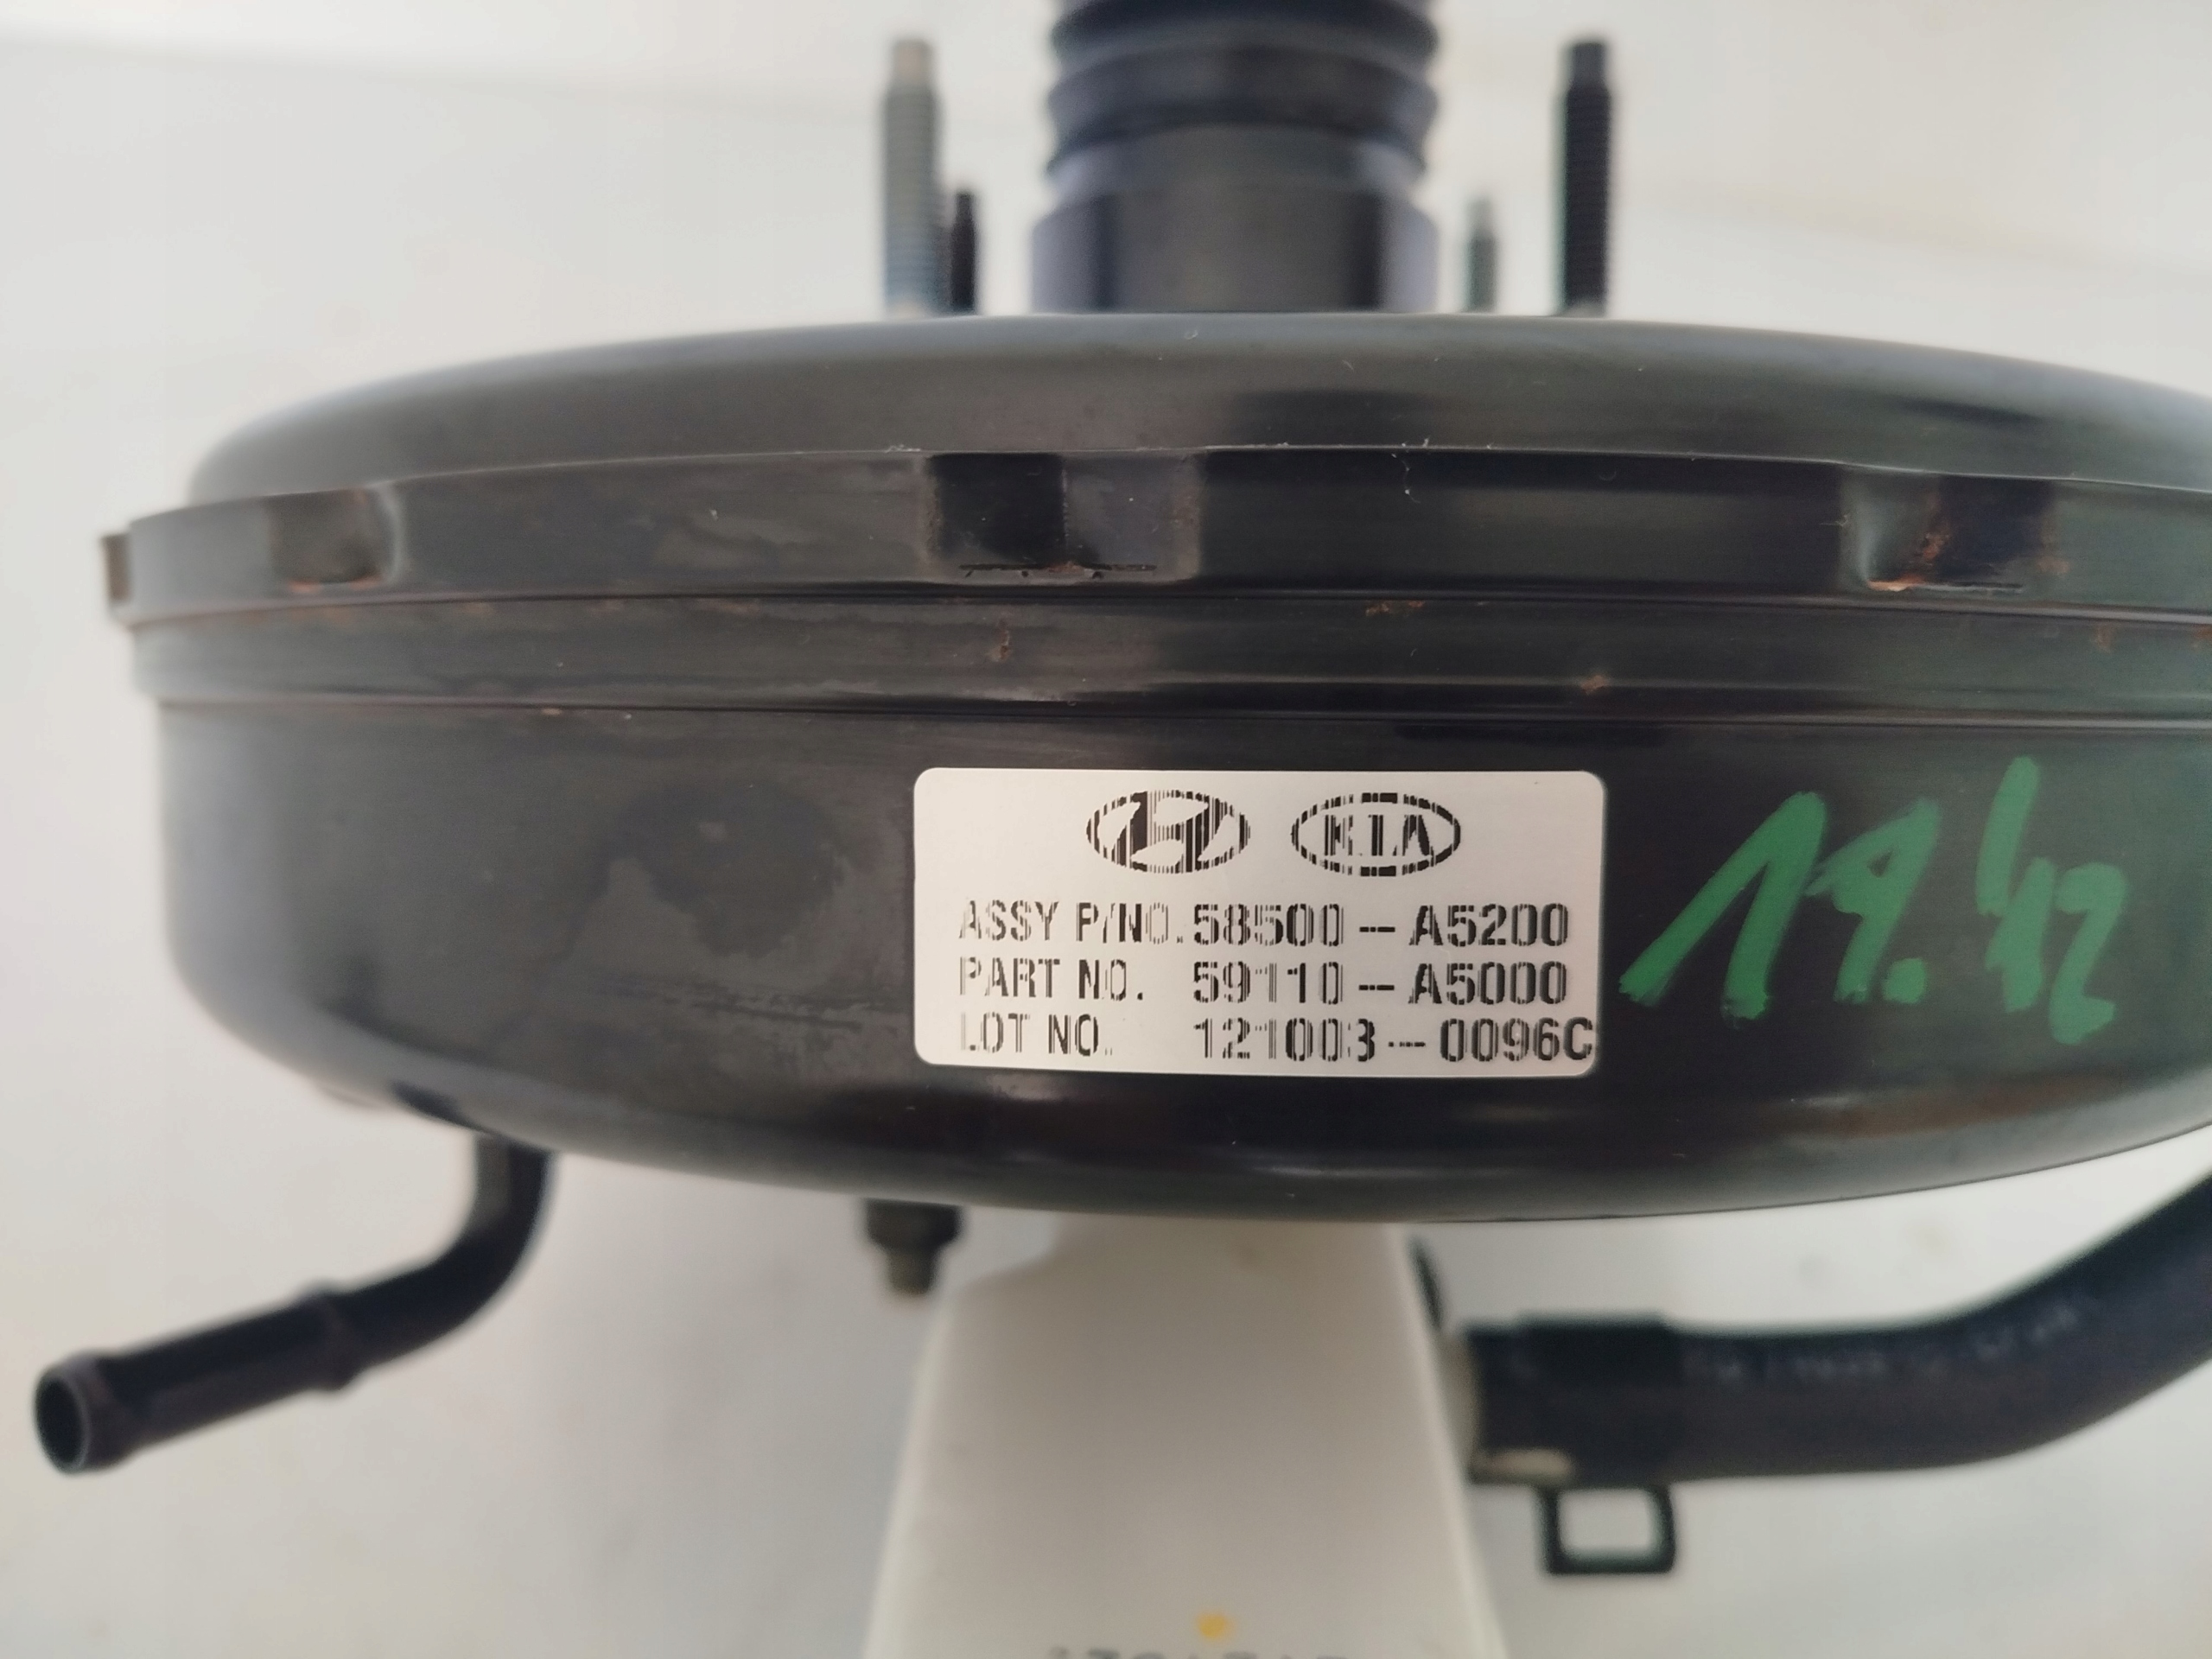 KIA
ASSY P/NO. 58500-A5200
PART NO. 59110-A5000
LOT NO. 121003-0096C
19.42